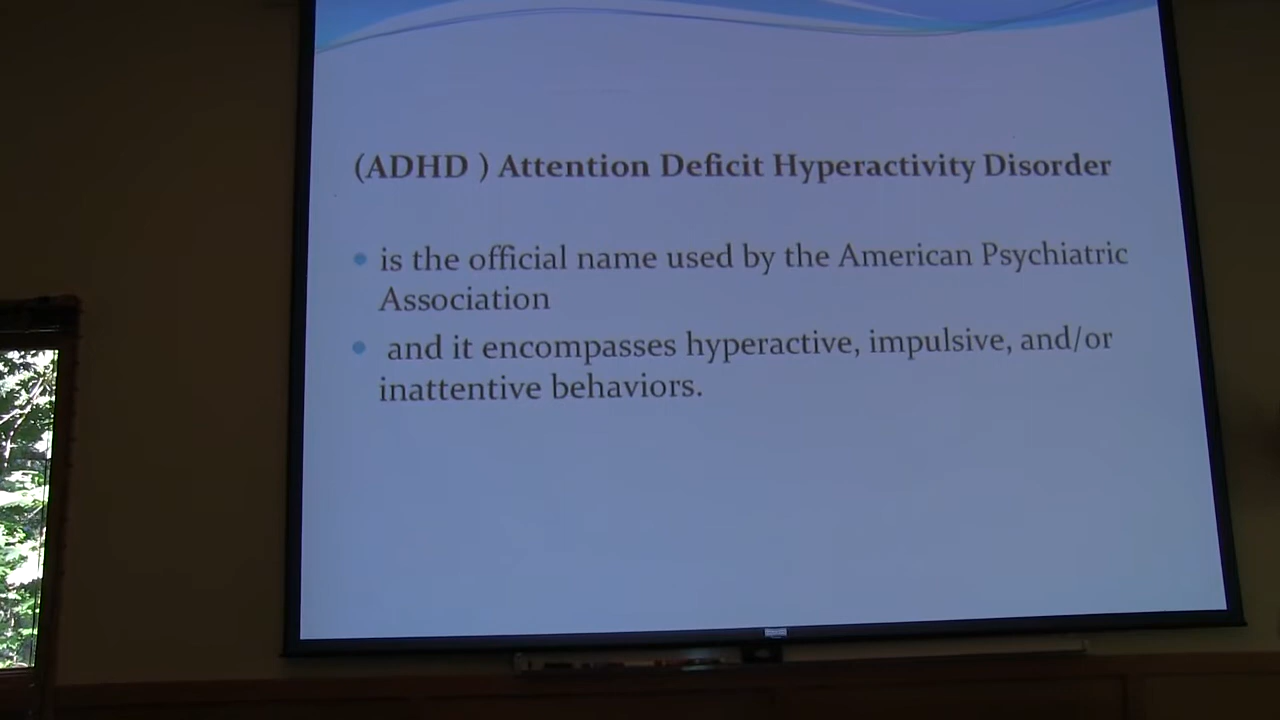 (ADHD ) Attention Deficit Hyperactivity Disorder
• is the official name used by the American Psychiatric
Association
• and it encompasses hyperactive, impulsive, and/or
inattentive behaviors.